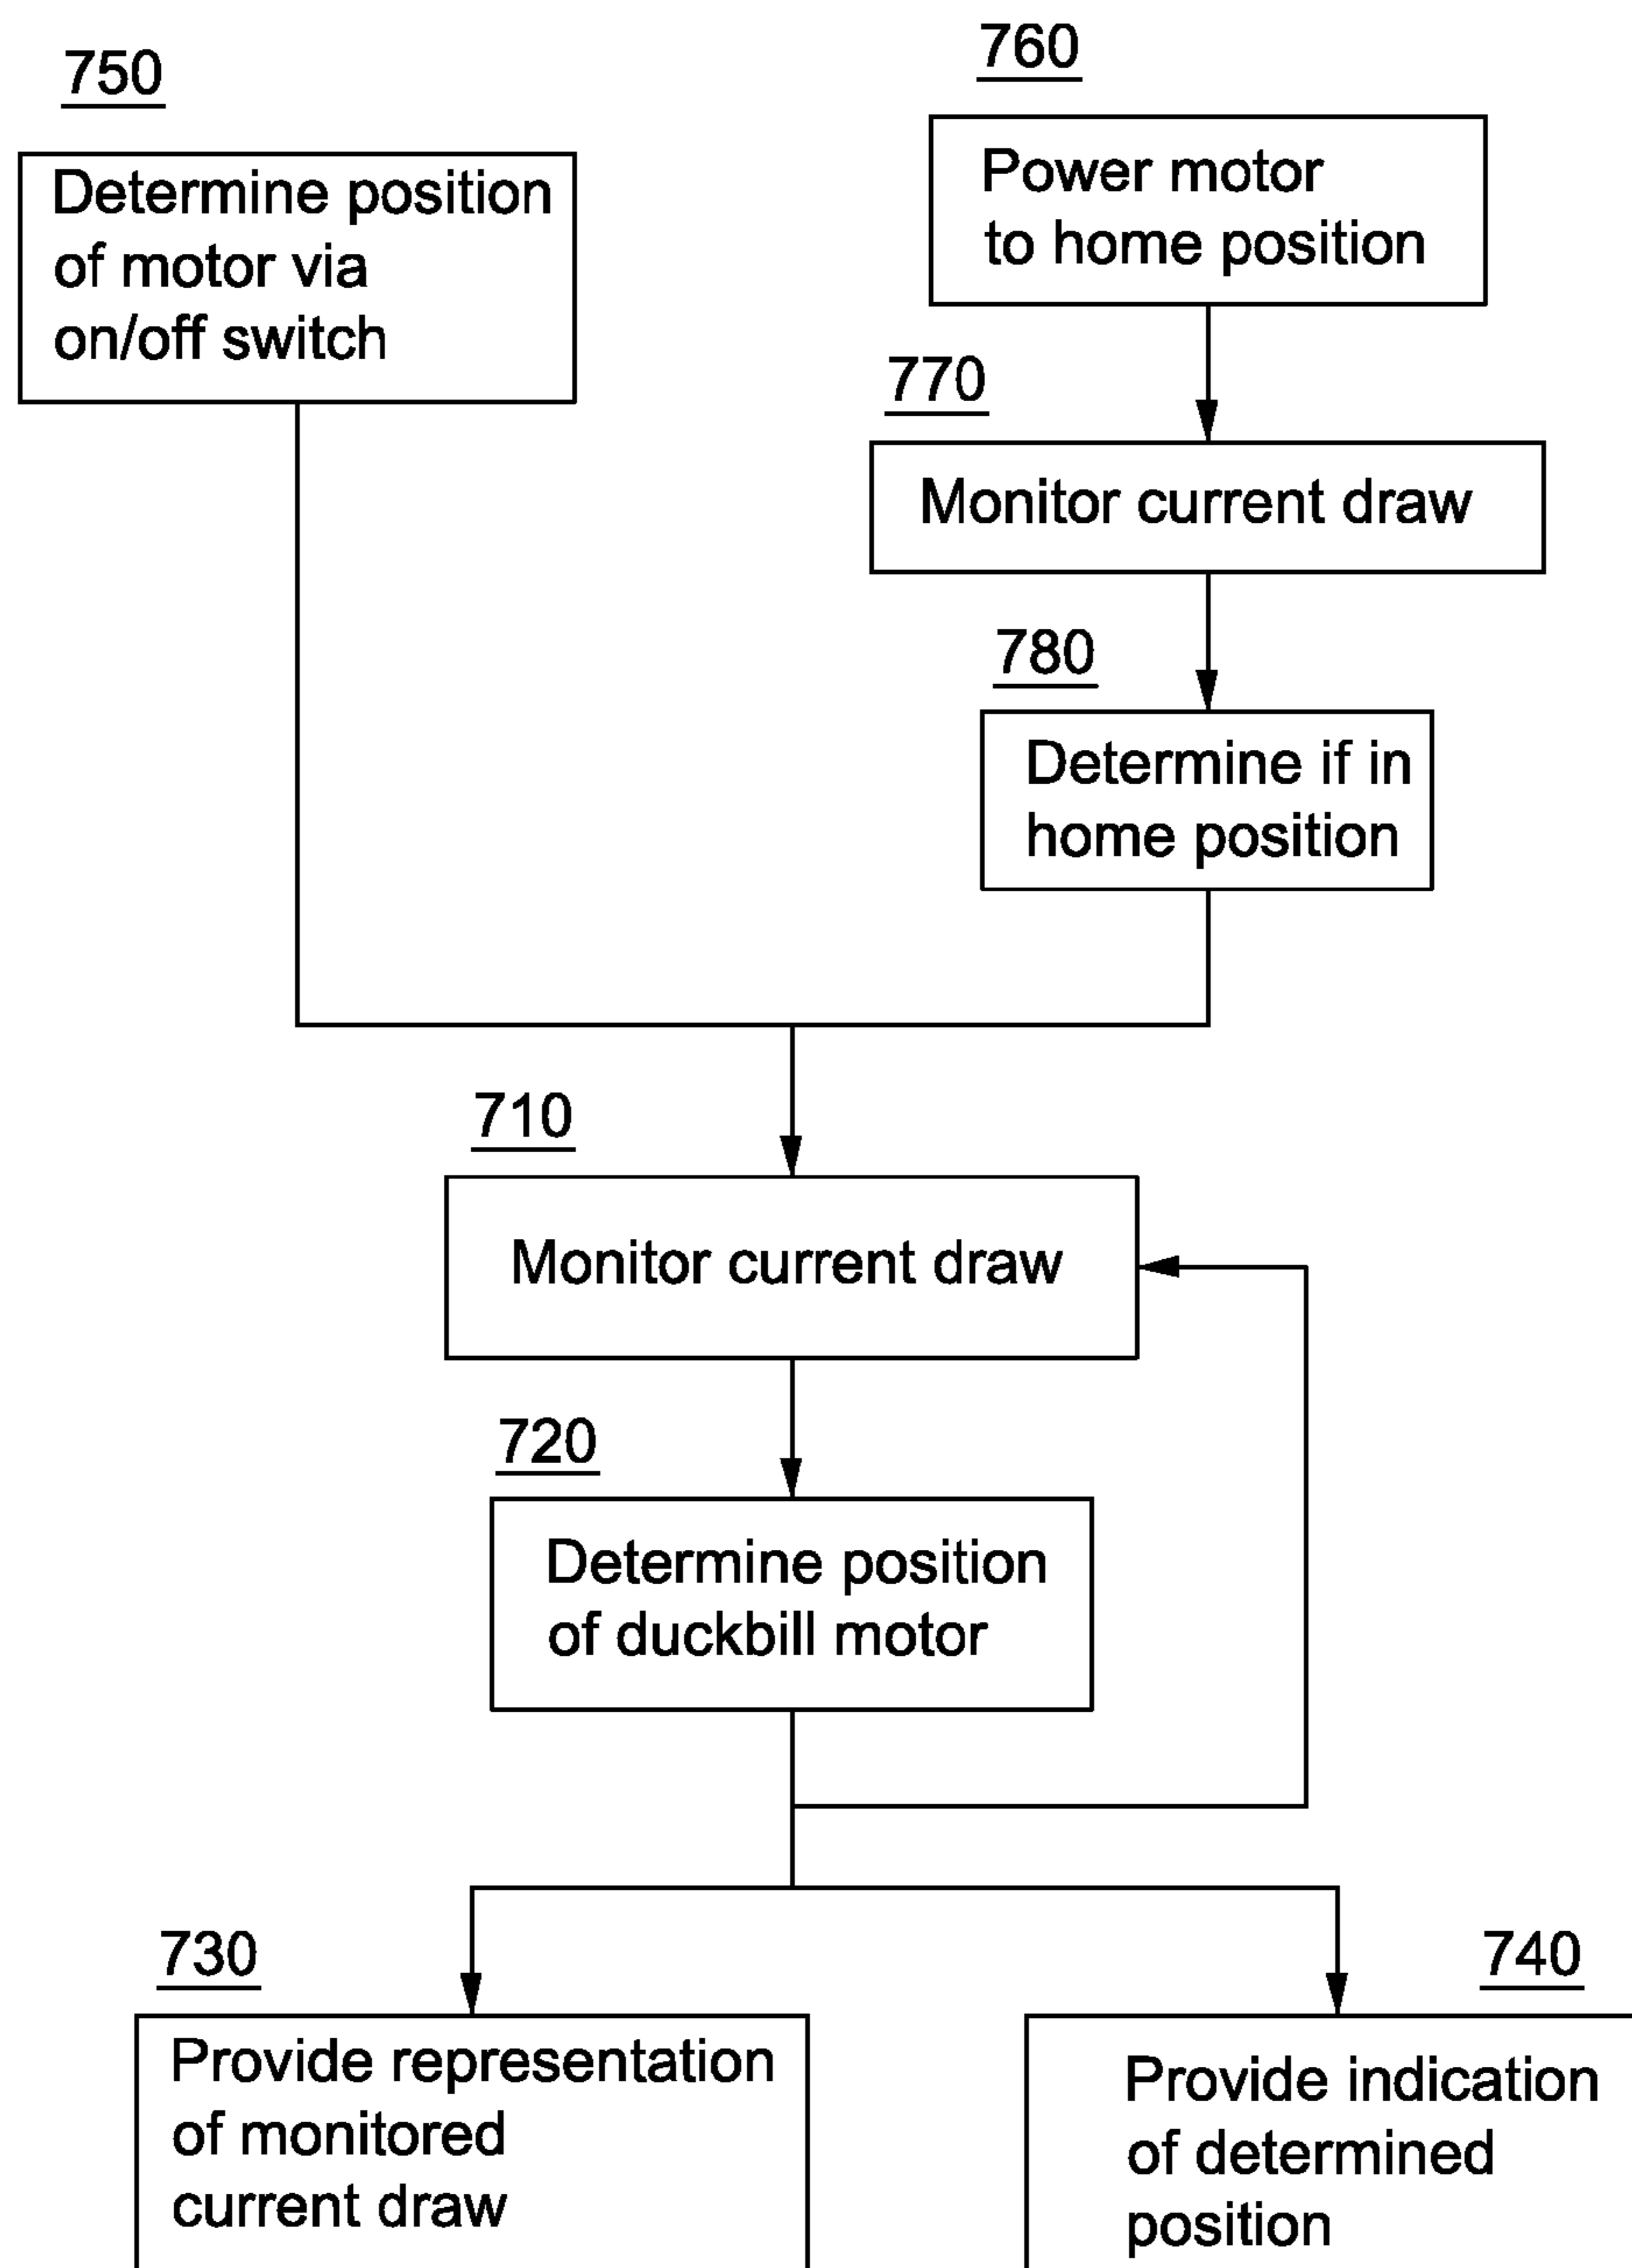 750
Determine position
of motor via
on/off switch
760
Power motor
to home position
770
Monitor current draw
780
Determine if in
home position
710
Monitor current draw
720
Determine position
of duckbill motor
730
Provide representation
of monitored
current draw
740
Provide indication
of determined
position